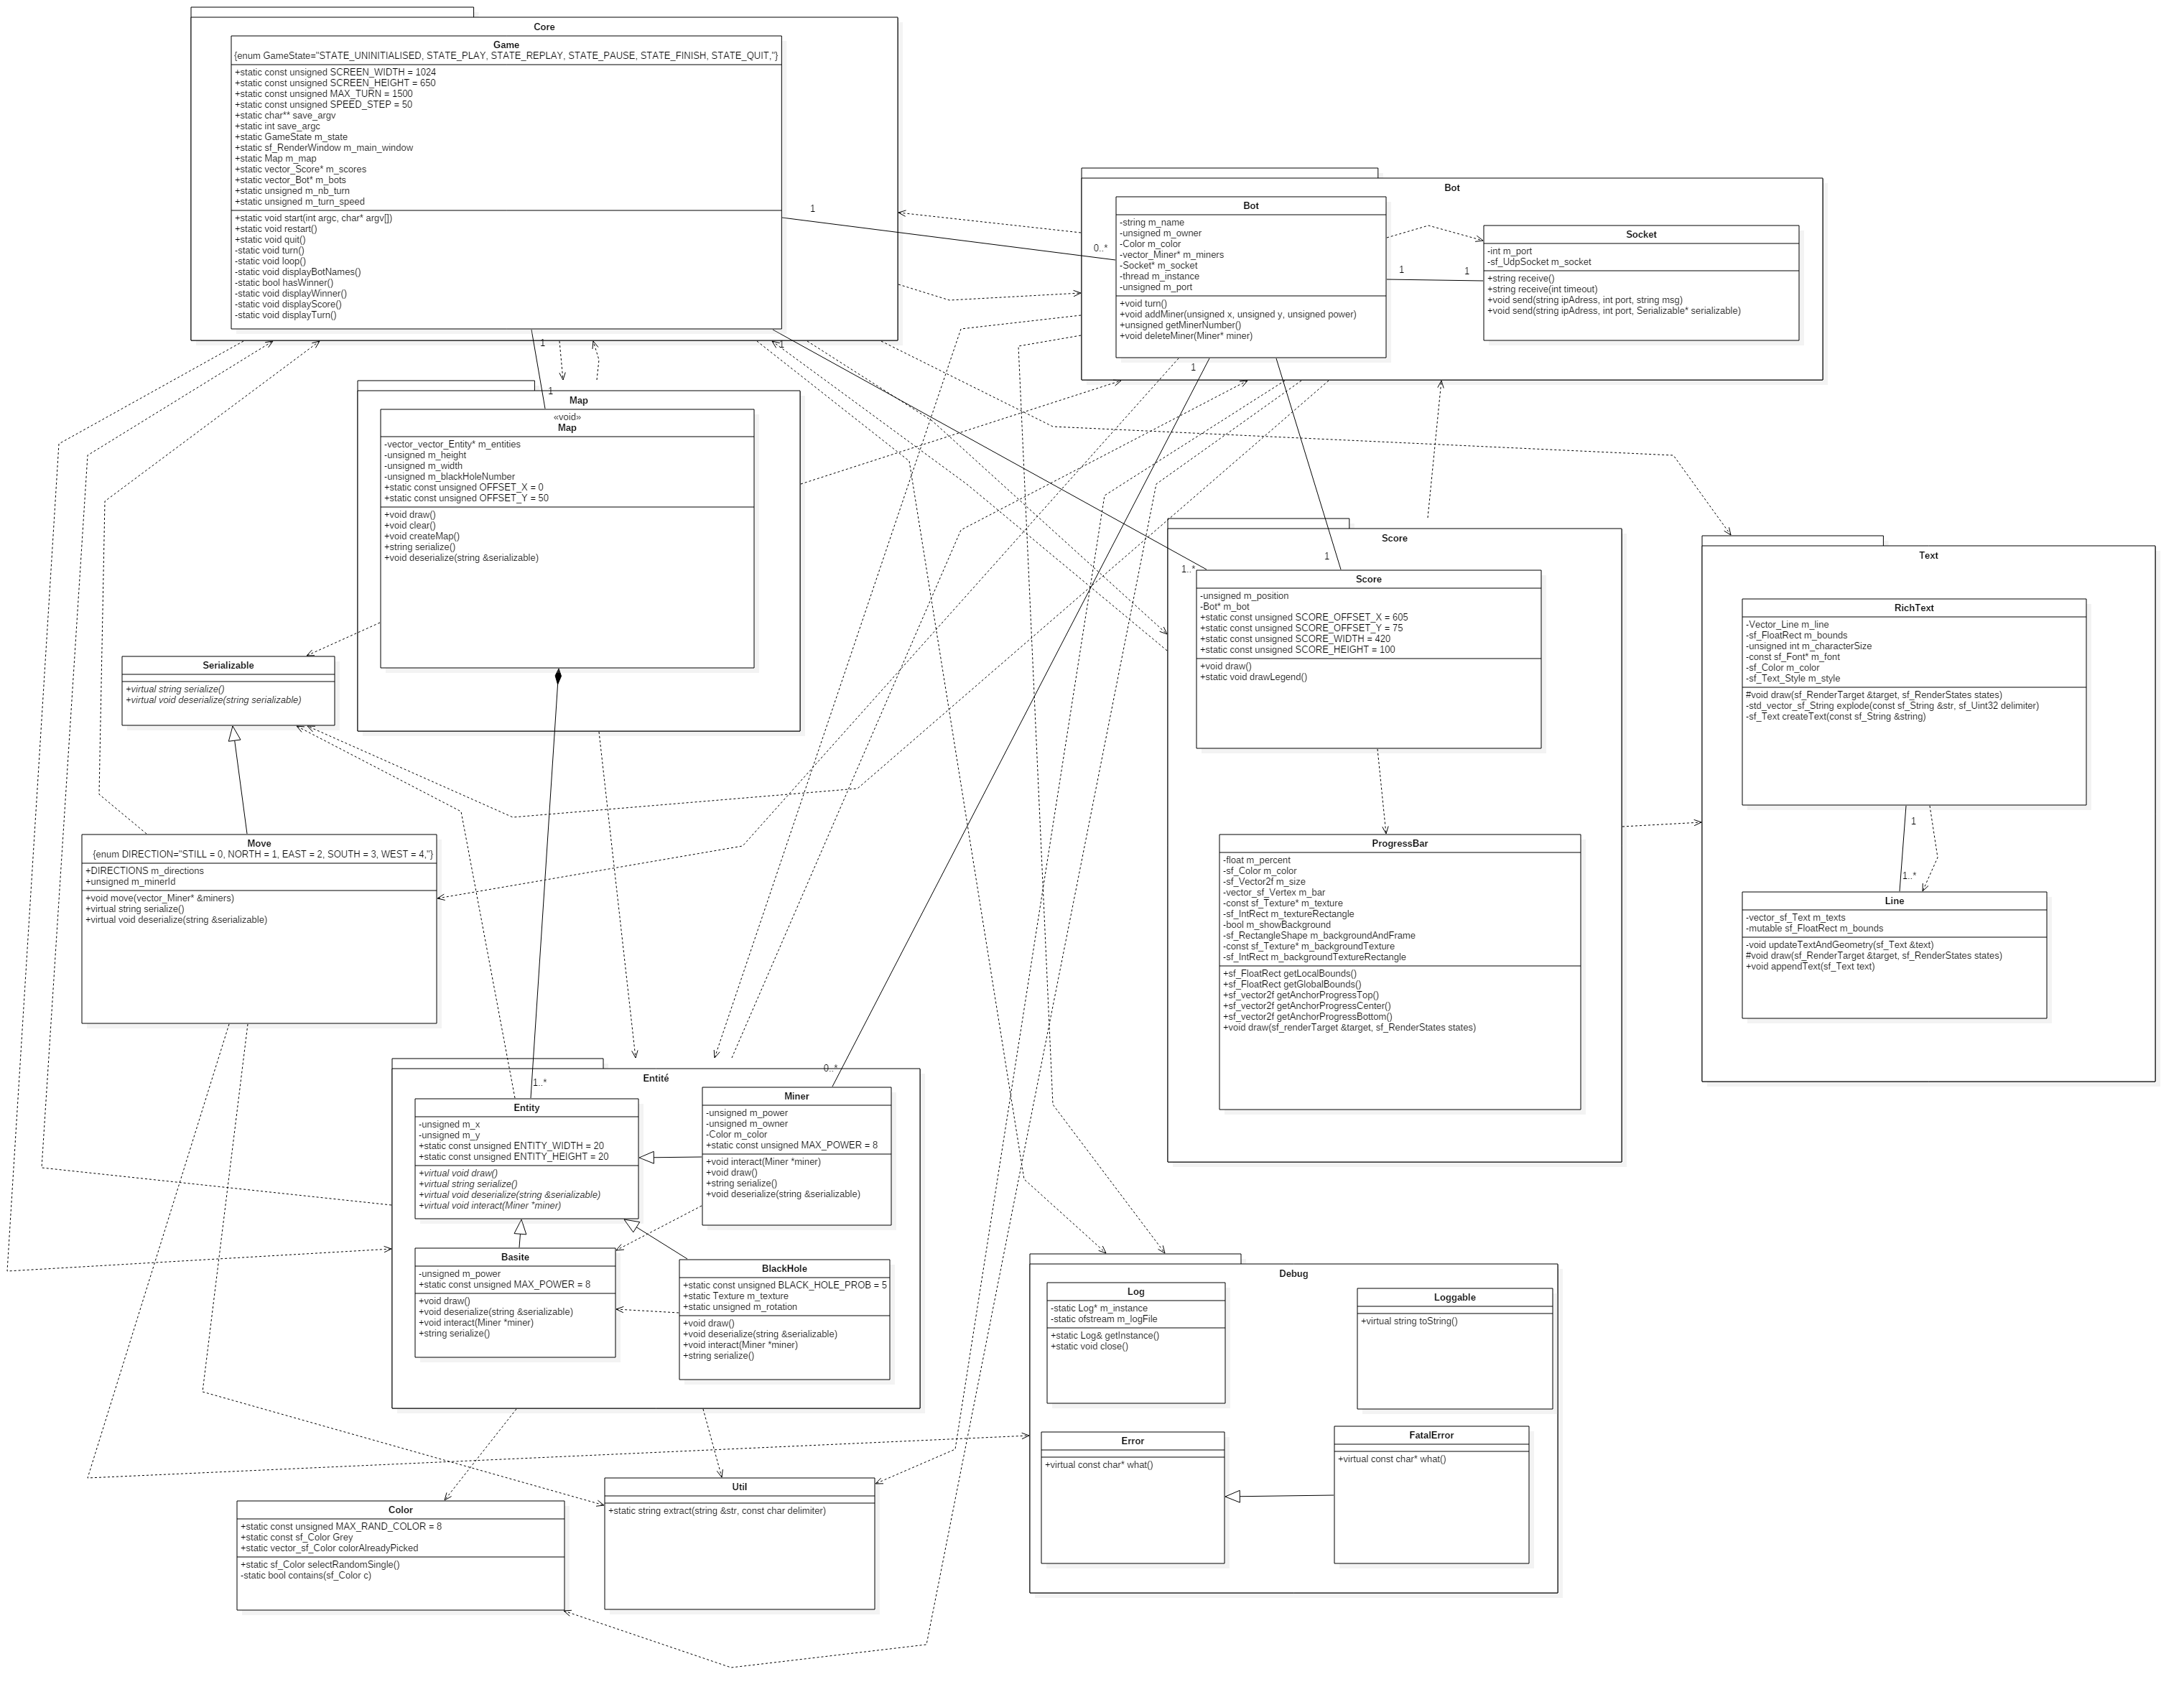 Core
Game
{enum GameState="STATE_UNINITIALISED, STATE_PLAY, STATE_REPLAY, STATE_PAUSE, STATE_FINISH, STATE_QUIT,"}
+static const unsigned SCREEN_WIDTH = 1024
+static const unsigned SCREEN_HEIGHT = 650
+static const unsigned MAX_TURN = 1500
+static const unsigned SPEED_STEP = 50
+static char** save_argv
+static int save_argc
+static GameState m_state
+static sf_RenderWindow m_main_window
+static Map m_map
+static vector_Score* m_scores
+static vector_Bot* m_bots
+static unsigned m_nb_turn
+static unsigned m_turn_speed
+static void start(int argc, char* argv[])
+static void restart()
+static void quit()
-static void turn()
-static void loop()
-static void displayBotNames()
-static bool hasWinner()
-static void displayWinner()
-static void displayScore()
-static void displayTurn()
1
0..*
1
1
1
1..*
Bot
Bot
-string m_name
-unsigned m_owner
-Color m_color
-vector_Miner* m_miners
-Socket* m_socket
-thread m_instance
-unsigned m_port
+void turn()
+void addMiner(unsigned x, unsigned y, unsigned power)
+unsigned getMinerNumber()
+void deleteMiner(Miner* miner)
1
1
1
1
Socket
-int m_port
-sf_UdpSocket m_socket
+string receive()
+string receive(int timeout)
+void send(string ipAdress, int port, string msg)
+void send(string ipAdress, int port, Serializable* serializable)
Map
«void»
Map
-vector_vector_Entity* m_entities
-unsigned m_height
-unsigned m_width
-unsigned m_blackHoleNumber
+static const unsigned OFFSET_X = 0
+static const unsigned OFFSET_Y = 50
+void draw()
+void clear()
+void createMap()
+string serialize()
+void deserialize(string &serializable)
Score
Score
-unsigned m_position
-Bot* m_bot
+static const unsigned SCORE_OFFSET_X = 605
+static const unsigned SCORE_OFFSET_Y = 75
+static const unsigned SCORE_WIDTH = 420
+static const unsigned SCORE_HEIGHT = 100
+void draw()
+static void drawLegend()
ProgressBar
-float m_percent
-sf_Color m_color
-sf_Vector2f m_size
-vector_sf_Vertex m_bar
-const sf_Texture* m_texture
-sf_IntRect m_textureRectangle
-bool m_showBackground
-sf_RectangleShape m_backgroundAndFrame
-const sf_Texture* m_backgroundTexture
-sf_IntRect m_backgroundTextureRectangle
+sf_FloatRect getLocalBounds()
+sf_FloatRect getGlobalBounds()
+sf_vector2f getAnchorProgressTop()
+sf_vector2f getAnchorProgressCenter()
+sf_vector2f getAnchorProgressBottom()
+void draw(sf_renderTarget &target, sf_RenderStates states)
Text
RichText
-Vector_Line m_line
-sf_FloatRect m_bounds
-unsigned int m_characterSize
-const sf_Font* m_font
-sf_Color m_color
-sf_Text_Style m_style
#void draw(sf_RenderTarget &target, sf_RenderStates states)
-std_vector_sf_String explode(const sf_String &str, sf_Uint32 delimiter)
-sf_Text createText(const sf_String &string)
1
1..*
Line
-vector_sf_Text m_texts
-mutable sf_FloatRect m_bounds
-void updateTextAndGeometry(sf_Text &text)
#void draw(sf_RenderTarget &target, sf_RenderStates states)
+void appendText(sf_Text text)
Serializable
+virtual string serialize()
+virtual void deserialize(string serializable)
Move
{enum DIRECTION="STILL = 0, NORTH = 1, EAST = 2, SOUTH = 3, WEST = 4,"}
+DIRECTIONS m_directions
+unsigned m_minerId
+void move(vector_Miner* &miners)
+virtual string serialize()
+virtual void deserialize(string &serializable)
Entité
1..*
0..*
Entity
-unsigned m_x
-unsigned m_y
+static const unsigned ENTITY_WIDTH = 20
+static const unsigned ENTITY_HEIGHT = 20
+virtual void draw()
+virtual string serialize()
+virtual void deserialize(string &serializable)
+virtual void interact(Miner *miner)
Miner
-unsigned m_power
-unsigned m_owner
-Color m_color
+static const unsigned MAX_POWER = 8
+void interact(Miner *miner)
+void draw()
+string serialize()
+void deserialize(string &serializable)
Basite
-unsigned m_power
+static const unsigned MAX_POWER = 8
+void draw()
+void deserialize(string &serializable)
+void interact(Miner *miner)
+string serialize()
BlackHole
+static const unsigned BLACK_HOLE_PROB = 5
+static Texture m_texture
+static unsigned m_rotation
+void draw()
+void deserialize(string &serializable)
+void interact(Miner *miner)
+string serialize()
Debug
Log
-static Log* m_instance
-static ofstream m_logFile
+static Log& getInstance()
+static void close()
Loggable
+virtual string toString()
Error
+virtual const char* what()
FatalError
+virtual const char* what()
Color
+static const unsigned MAX_RAND_COLOR = 8
+static const sf_Color Grey
+static vector_sf_Color colorAlreadyPicked
+static sf_Color selectRandomSingle()
-static bool contains(sf_Color c)
Util
+static string extract(string &str, const char delimiter)